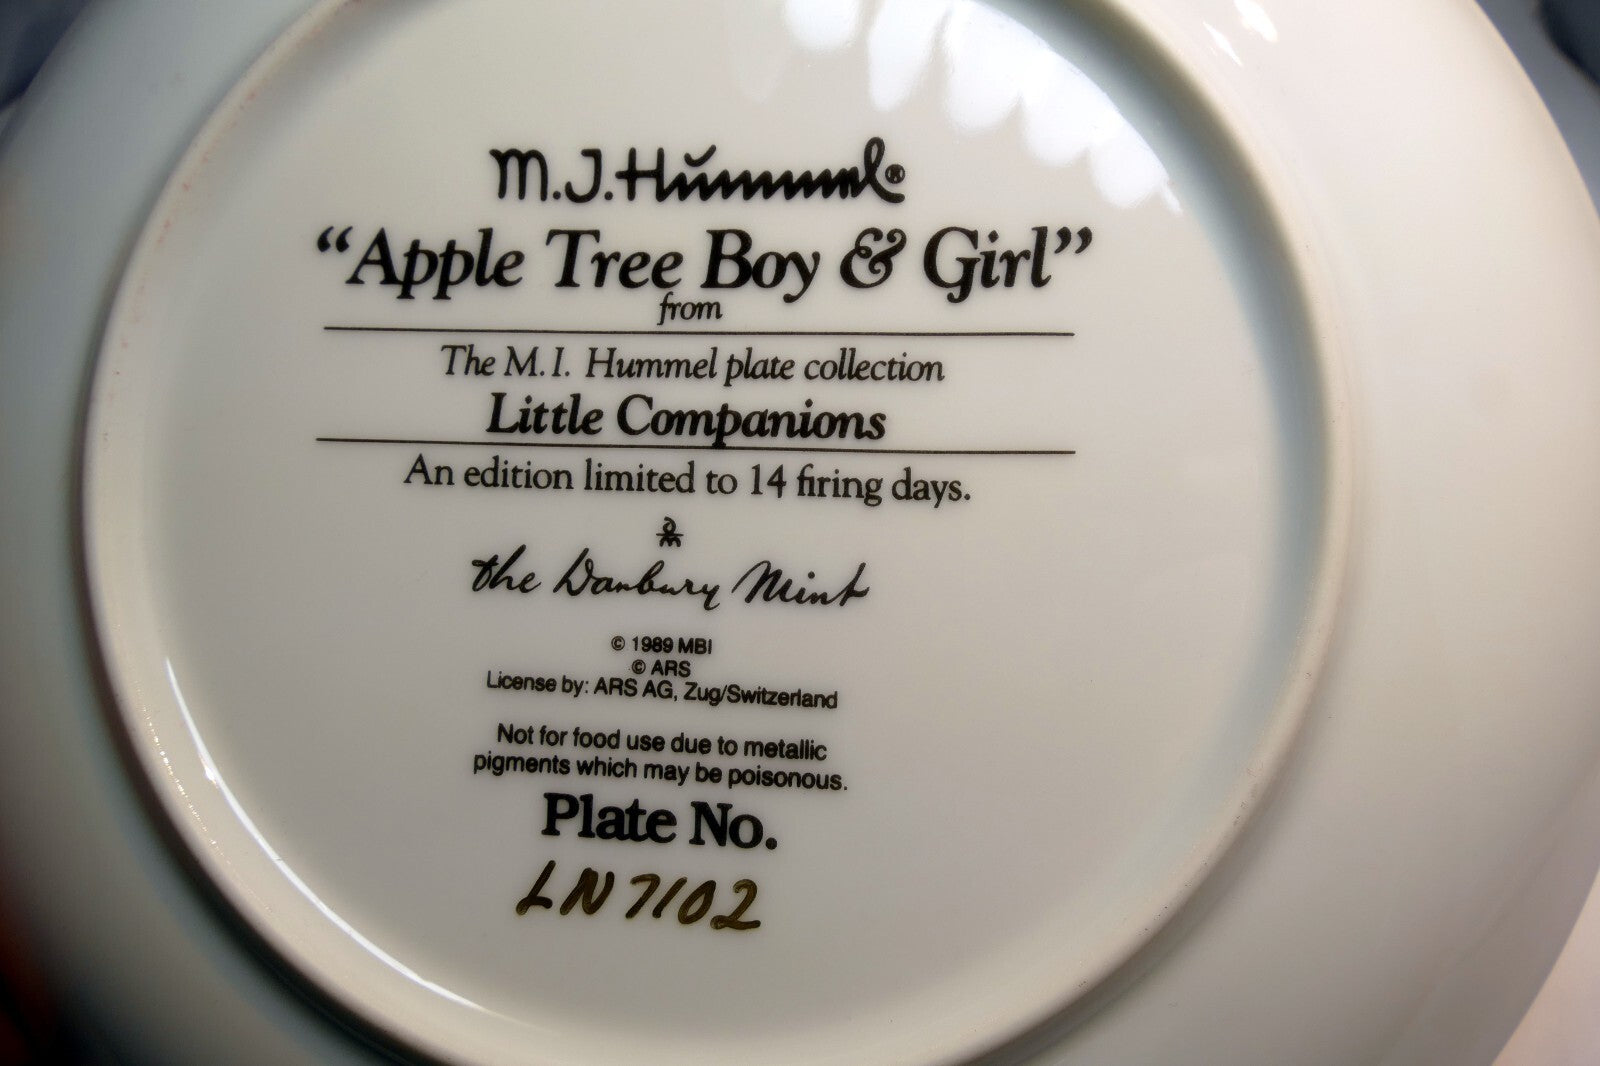 M.J.Hummel®
“Apple Tree Boy & Girl”
from
The M. I. Hummel plate collection
Little Companions
An edition limited to 14 firing days.
the Danbury Mint
© 1989 MBI
© ARS
License by: ARS AG, Zug/Switzerland
Not for food use due to metallic
pigments which may be poisonous.
Plate No.
LN7102